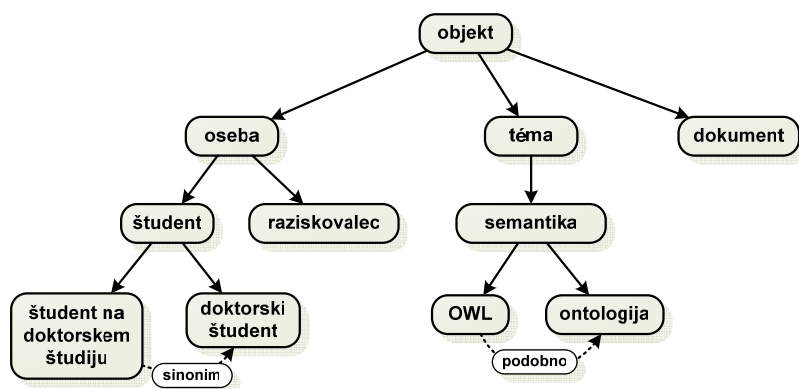 objekt
oseba
téma
dokument
študent
raziskovalec
semantika
študent na
doktorskem
študiju
doktorski
študent
OWL
ontologija
sinonim
podobno